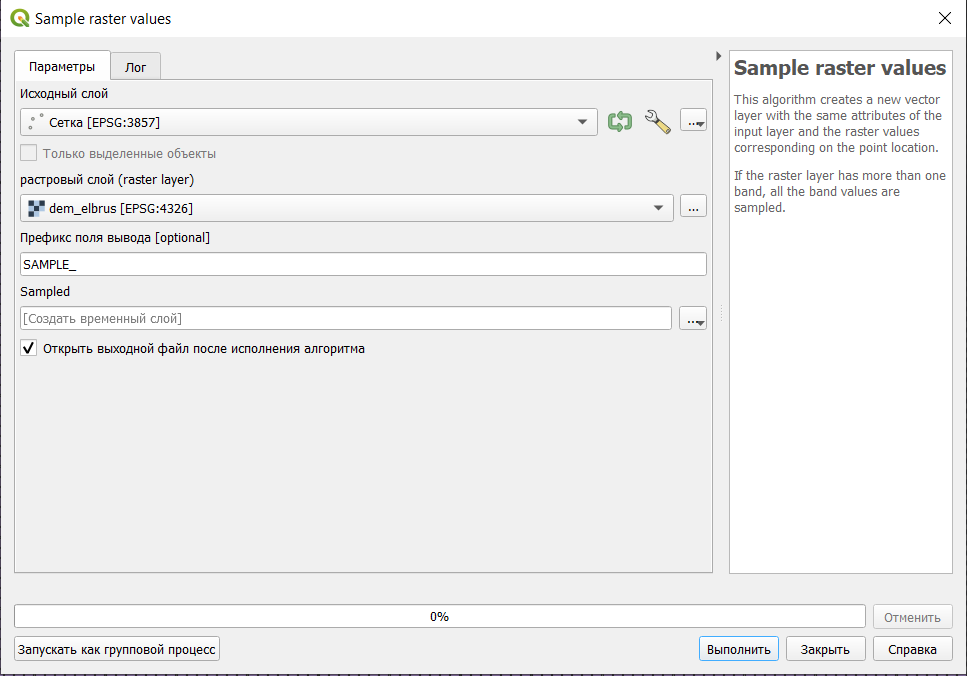 Sample raster values
Параметры
Лог
Исходный слой
Сетка [EPSG:3857]
...
Только выделенные объекты
растровый слой (raster layer)
dem_elbrus [EPSG:4326]
...
Префикс поля вывода [optional]
SAMPLE_
Sampled
[Создать временный слой]
...
Открыть выходной файл после исполнения алгоритма
Sample raster values
This algorithm creates a new vector
layer with the same attributes of the
input layer and the raster values
corresponding on the point location.
If the raster layer has more than one
band, all the band values are
sampled.
0%
Отменить
Запускать как групповой процесс
Выполнить
Закрыть
Справка